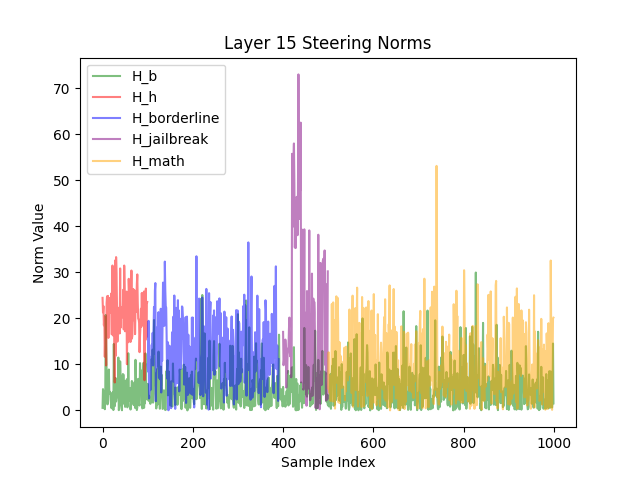 Layer 15 Steering Norms
H_b
H_h
H_borderline
H_jailbreak
H_math
Norm Value
70
60
50
40
30
20
10
0
0 200 400 600 800 1000
Sample Index